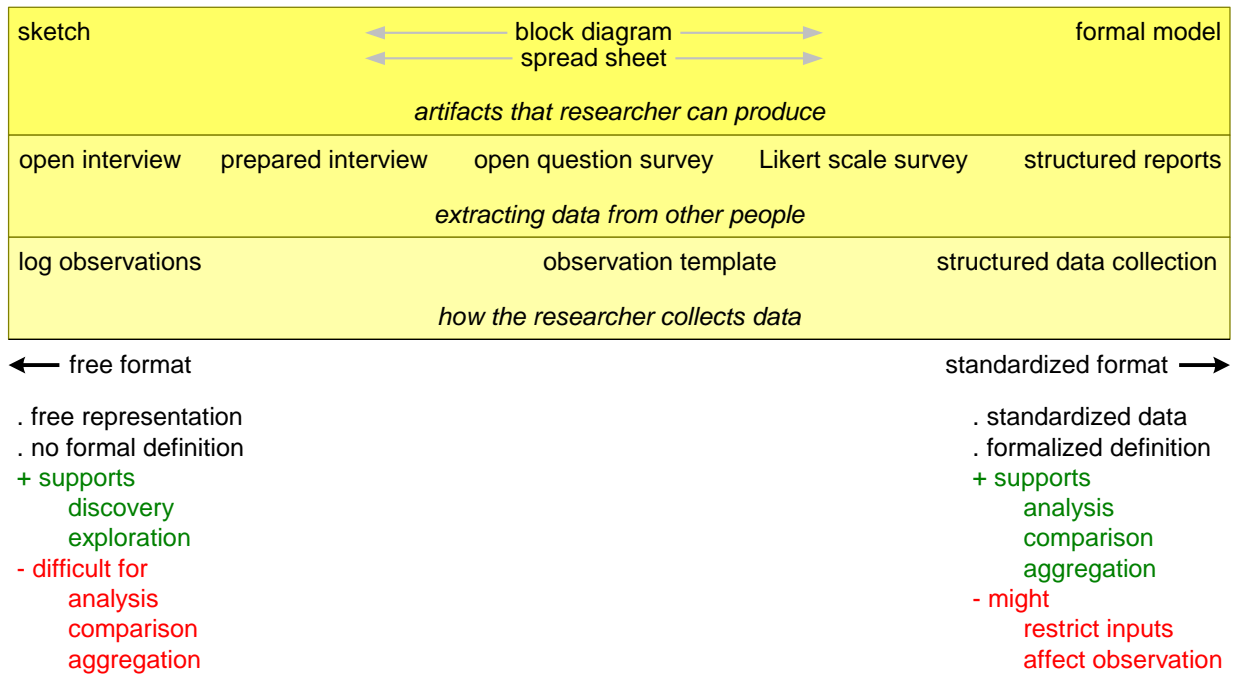 sketch block diagram formal model
spread sheet
artifacts that researcher can produce
open interview prepared interview open question survey Likert scale survey structured reports
extracting data from other people
log observations observation template structured data collection
how the researcher collects data
free format standardized format
. free representation
. no formal definition
+ supports
discovery
exploration
- difficult for
analysis
comparison
aggregation
. standardized data
. formalized definition
+ supports
analysis
comparison
aggregation
- might
restrict inputs
affect observation